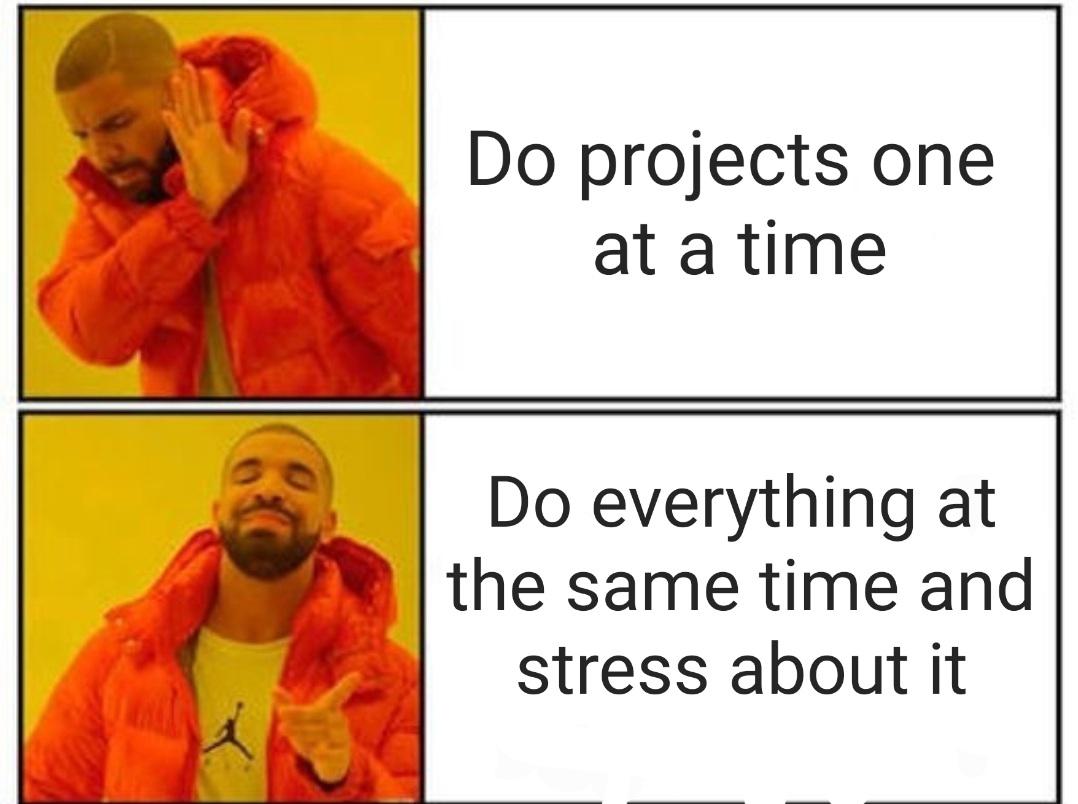 Do projects one
at a time
Do everything at
the same time and
stress about it